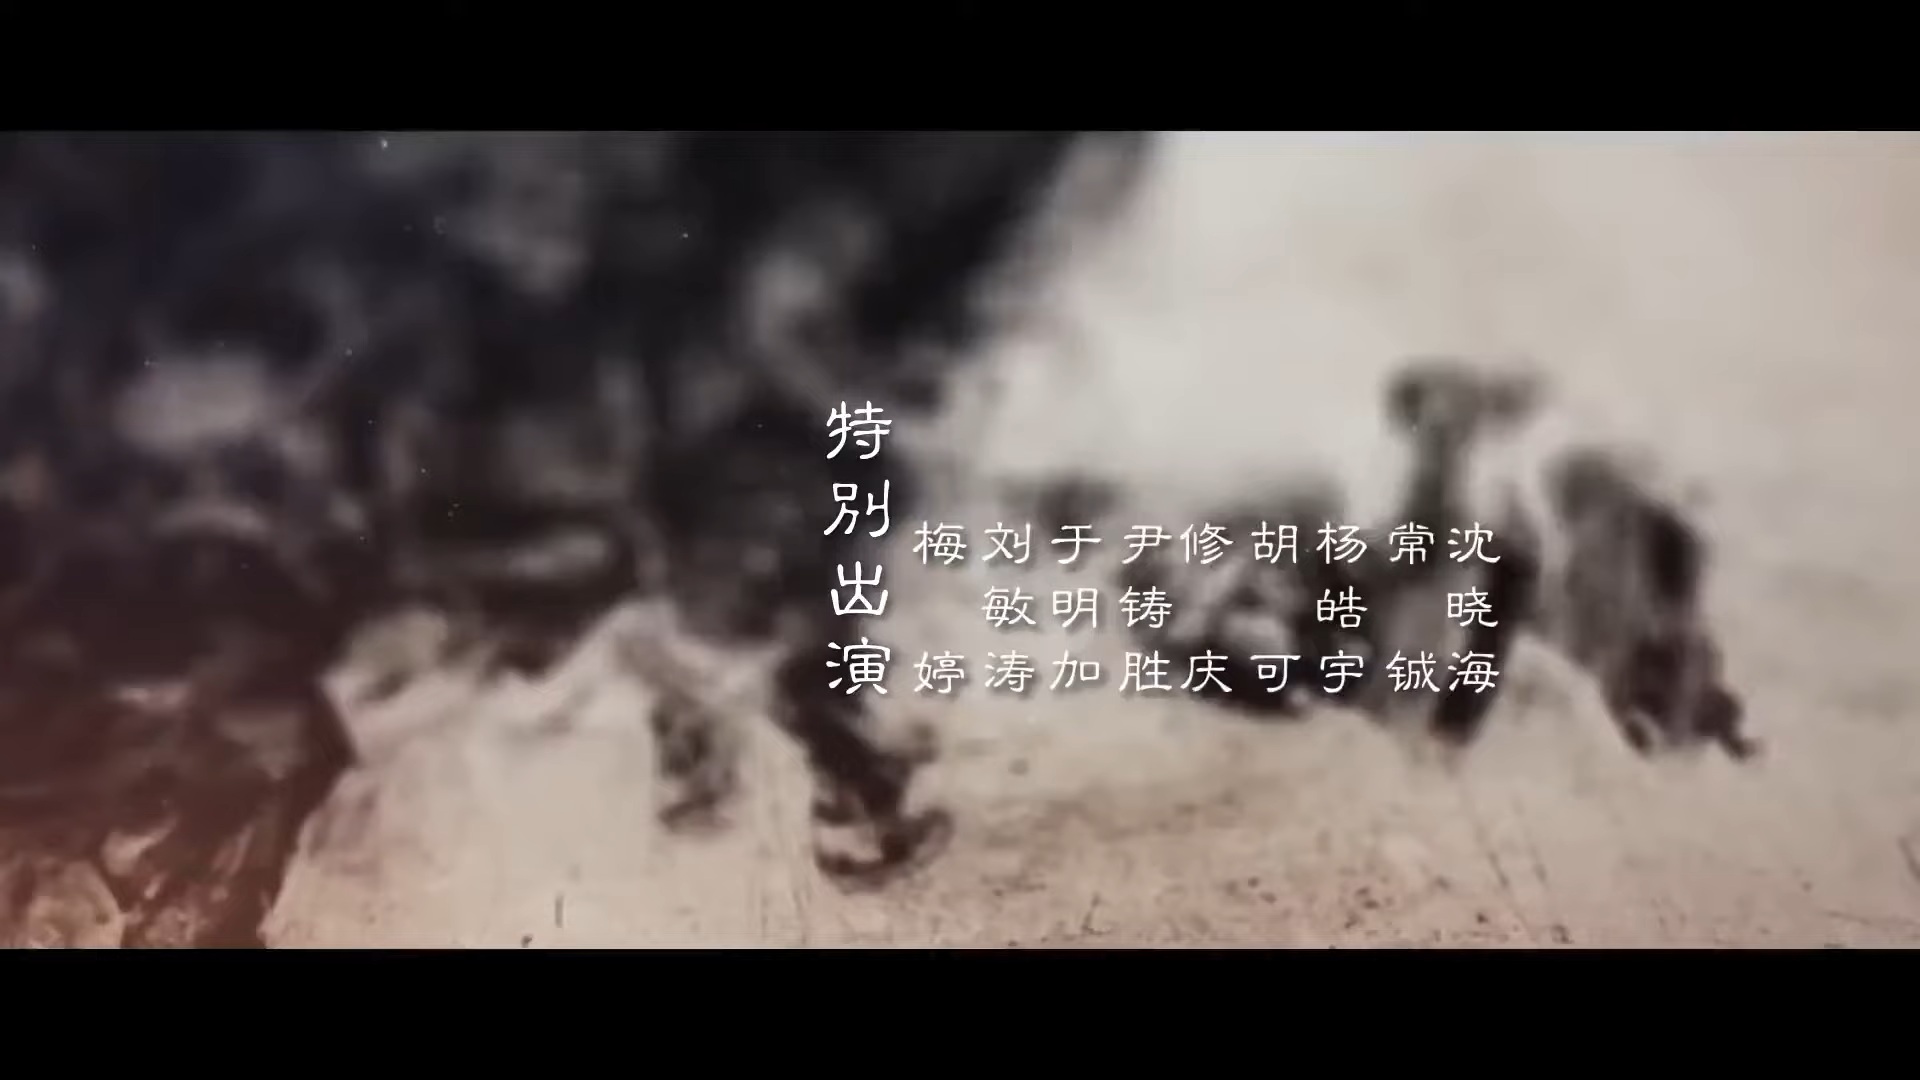 特别出演
梅婷
刘敏涛
于明加
尹铸胜
修庆
胡可
杨皓宇
常铖
沈晓海